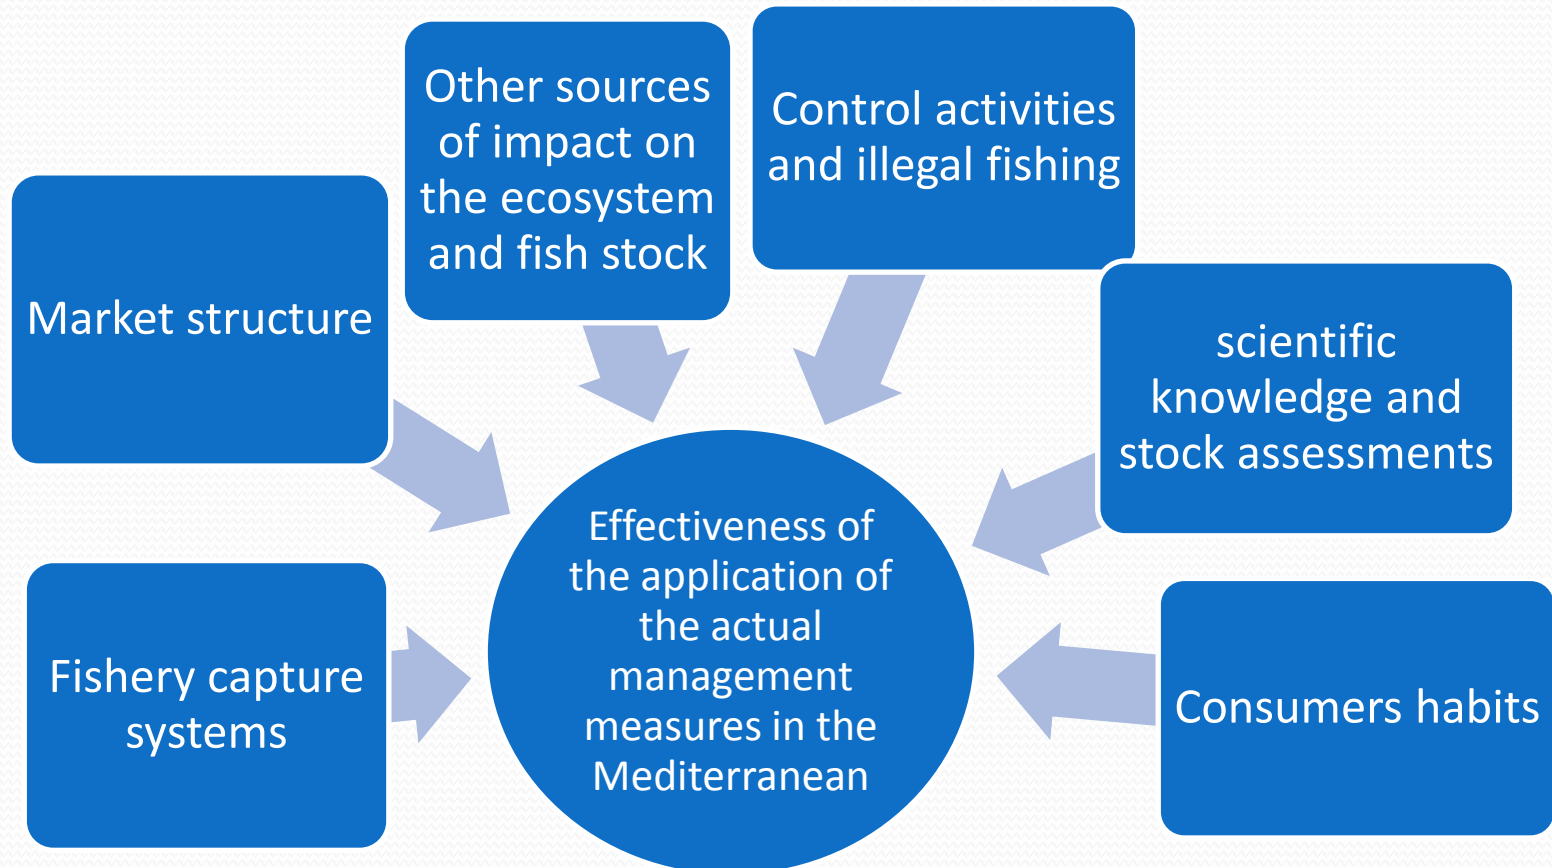 Other sources
of impact on
the ecosystem
and fish stock
Control activities
and illegal fishing
Market structure
scientific
knowledge and
stock assessments
Effectiveness of
the application of
the actual
management
measures in the
Mediterranean
Fishery capture
systems
Consumers habits